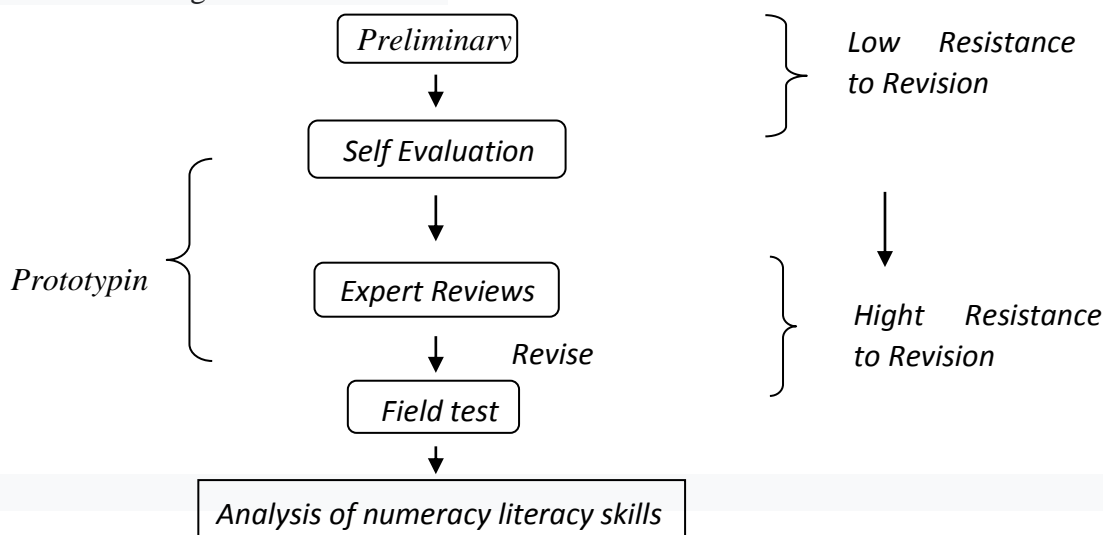 Preliminary
Low Resistance
to Revision
Self Evaluation
Prototypin
Expert Reviews
Hight Resistance
to Revision
Revise
Field test
Analysis of numeracy literacy skills